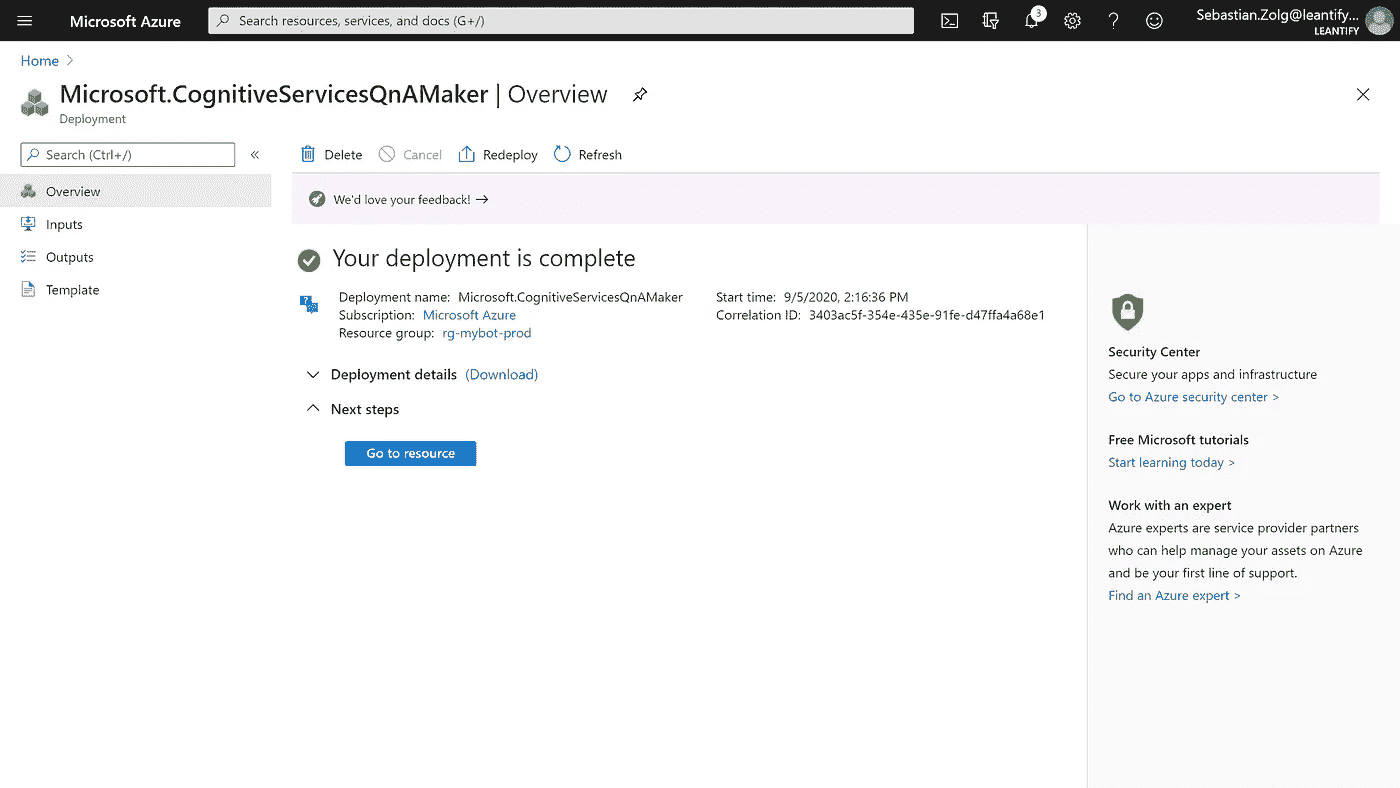 Microsoft Azure
Search resources, services, and docs (G+/)
3
Sebastian.Zolg@leantify...
LEANTIFY
Home
Microsoft.CognitiveServicesQnAMaker | Overview
Deployment
Search (Ctrl+/)
«
Delete
Cancel
Redeploy
Refresh
Overview
Inputs
Outputs
Template
We'd love your feedback! →
Your deployment is complete
Deployment name: Microsoft.CognitiveServicesQnAMaker
Subscription: Microsoft Azure
Resource group: rg-mybot-prod
Start time: 9/5/2020, 2:16:36 PM
Correlation ID: 3403ac5f-354e-435e-91fe-d47ffa4a68e1
Deployment details (Download)
Next steps
Go to resource
Security Center
Secure your apps and infrastructure
Go to Azure security center >
Free Microsoft tutorials
Start learning today >
Work with an expert
Azure experts are service provider partners
who can help manage your assets on Azure
and be your first line of support.
Find an Azure expert >